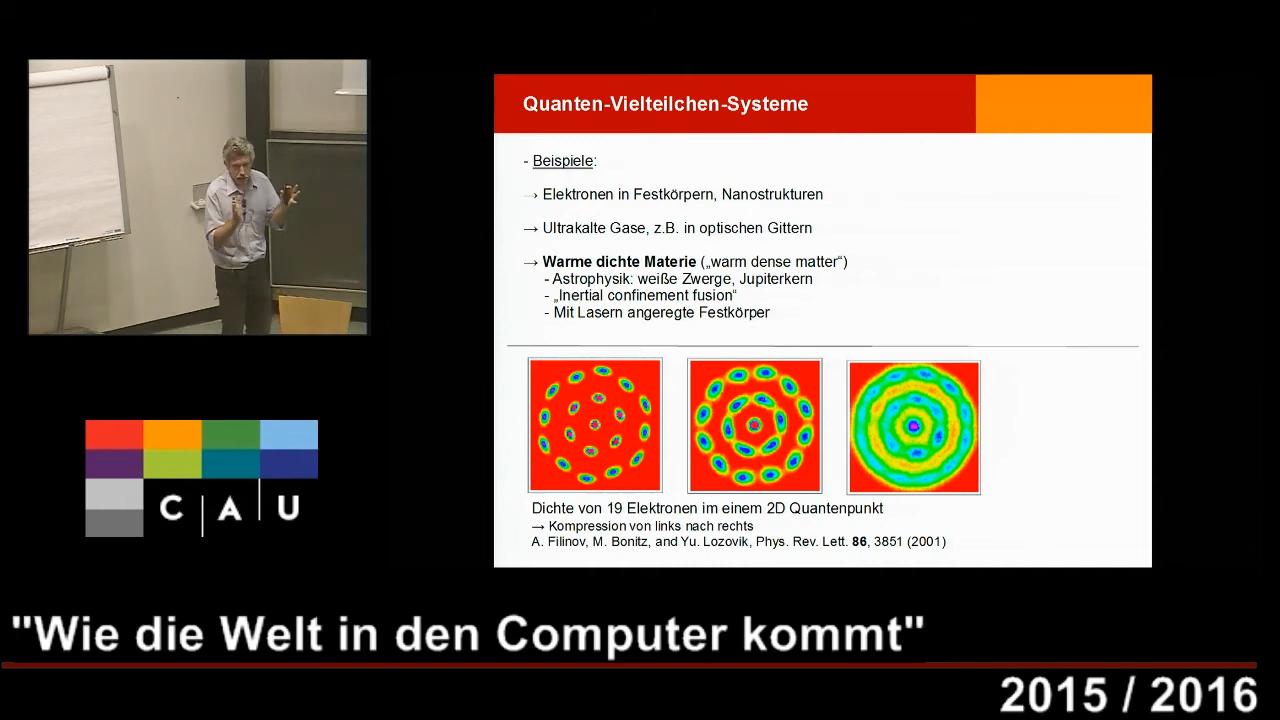 Quanten-Vielteilchen-Systeme
- Beispiele:
→ Elektronen in Festkörpern, Nanostrukturen
→ Ultrakalte Gase, z.B. in optischen Gittern
→ Warme dichte Materie („warm dense matter“)
- Astrophysik: weiße Zwerge, Jupiterkern
- „Inertial confinement fusion“
- Mit Lasern angeregte Festkörper
Dichte von 19 Elektronen im einem 2D Quantenpunkt
→ Kompression von links nach rechts
A. Filinov, M. Bonitz, and Yu. Lozovik, Phys. Rev. Lett. 86, 3851 (2001)
C | A | U
"Wie die Welt in den Computer kommt"
2015 / 2016